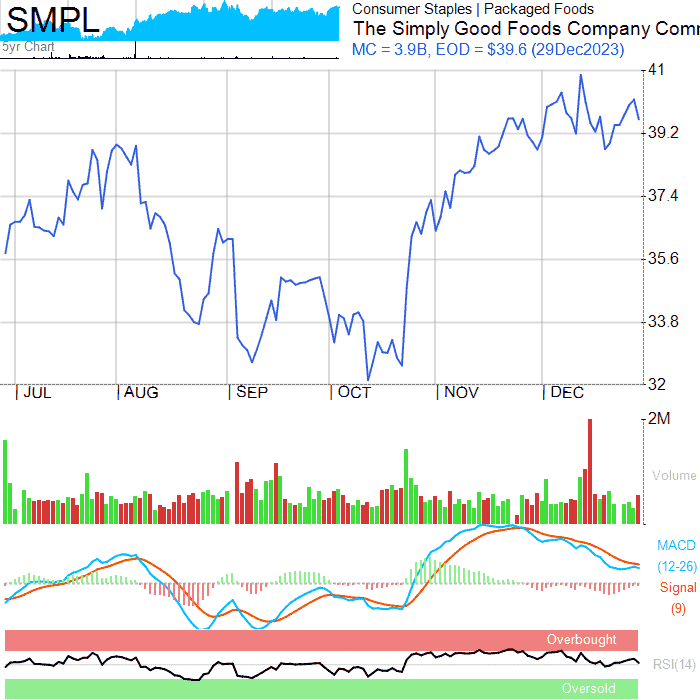 SMPL
5yr Chart
Consumer Staples | Packaged Foods
The Simply Good Foods Company Comm
MC = 3.9B, EOD = $39.6 (29Dec2023)
41
39.2
37.4
35.6
33.8
32
JUL AUG SEP OCT NOV DEC
2M
Volume
MACD
(12-26)
Signal
(9)
Overbought
RSI(14)
Oversold